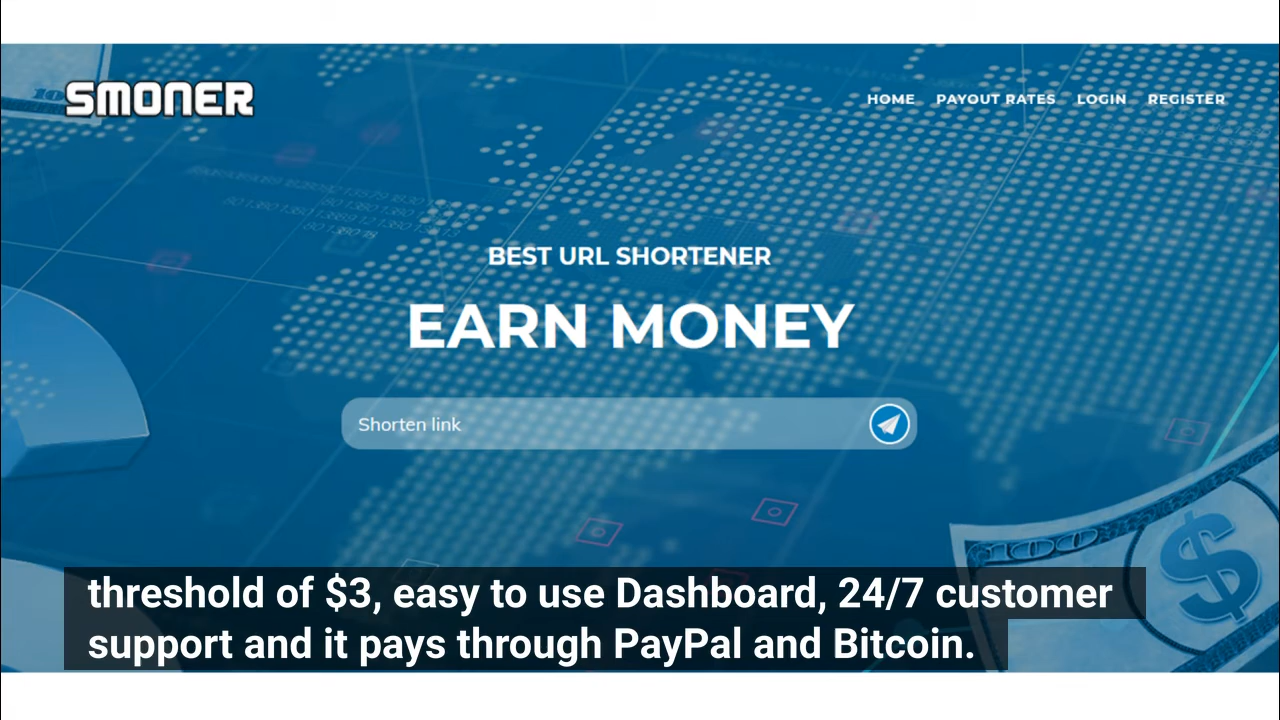 SMONER
HOME PAYOUT RATES LOGIN REGISTER
BEST URL SHORTENER
EARN MONEY
Shorten link
100
$
threshold of $3, easy to use Dashboard, 24/7 customer
support and it pays through PayPal and Bitcoin.